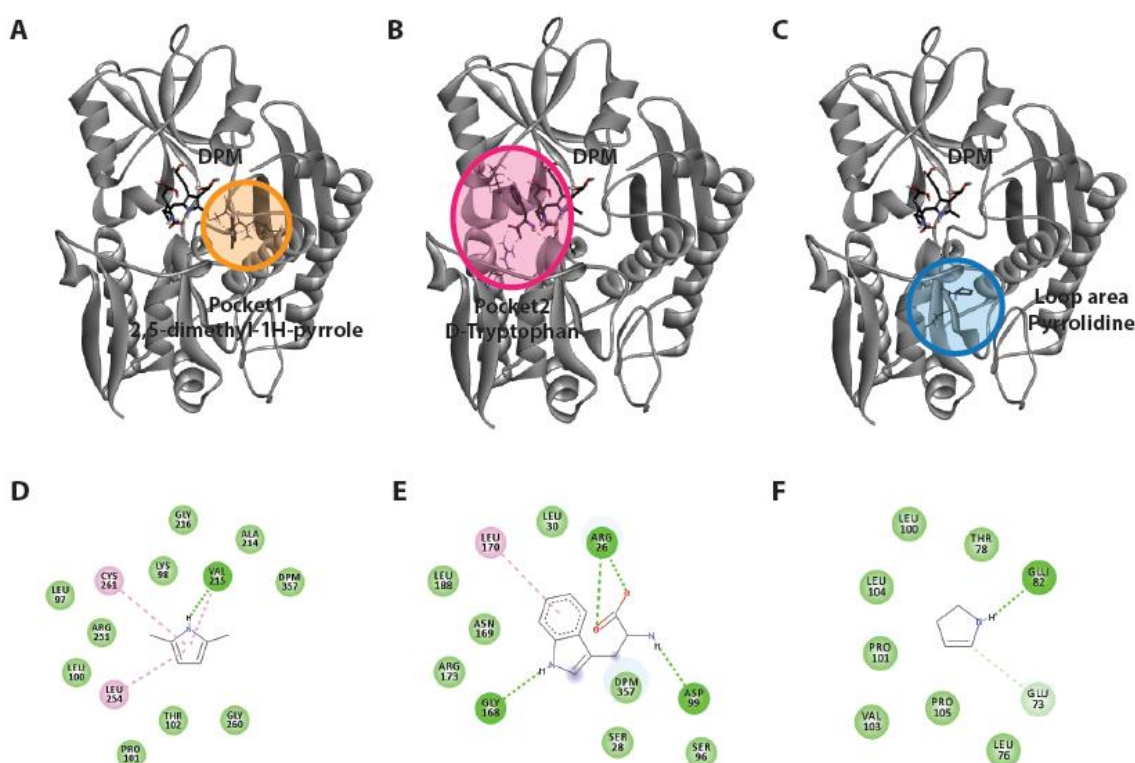 A
DPM
Pocket1
2,5-dimethyl-1H-pyrrole
B
DPM
Pocket2
D-Tryptophan
C
DPM
Loop area
Pyrrolidine
D
GLY
216
ALA
214
CYS
261
LYS
98
VAL
215
DPM
357
LEU
97
H
N
ARG
251
LEU
100
LEU
254
THR
102
GLY
260
PRO
101
E
LEU
30
ARG
26
LEU
170
LEU
188
O
ASN
169
O
N
H
ARG
173
H
N
DPM
357
GLY
168
ASP
99
SER
28
SER
96
F
LEU
100
THR
78
GLU
82
LEU
104
N
H
PRO
101
GLU
73
PRO
105
VAL
103
LEU
76